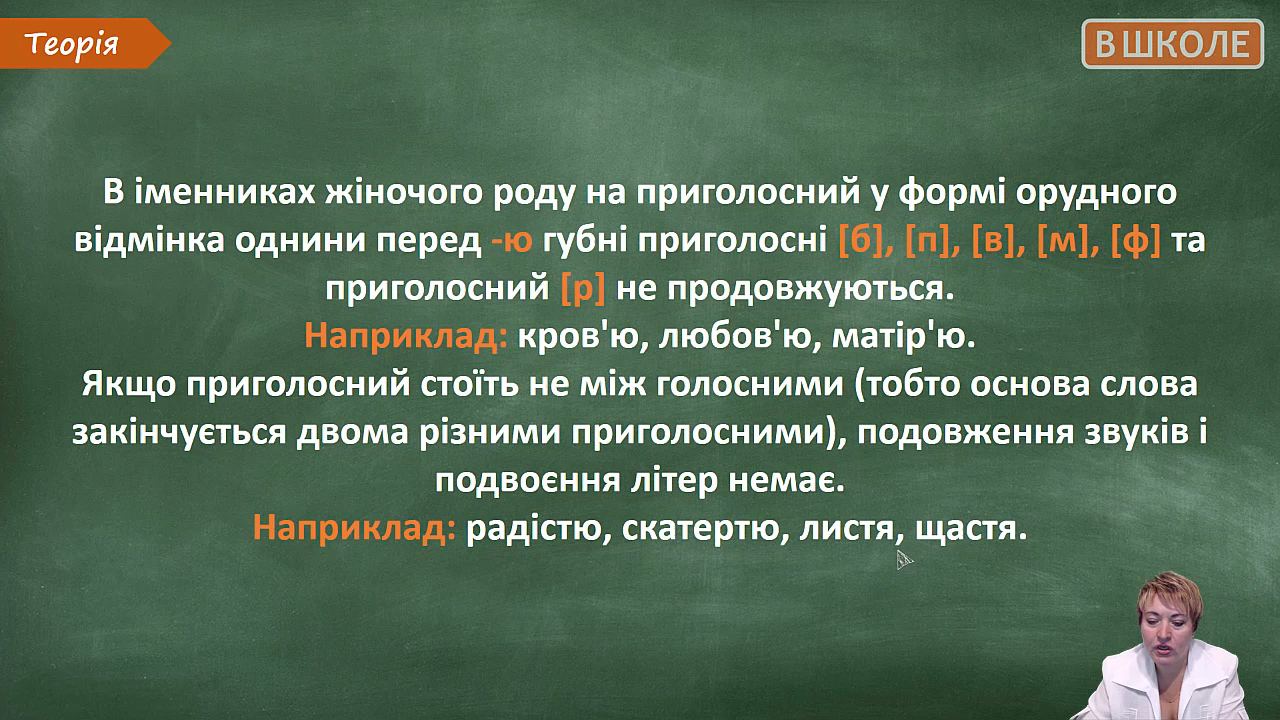 Теорія
В ШКОЛЕ
В іменниках жіночого роду на приголосний у формі орудного
відмінка однини перед -ю губні приголосні [б], [п], [в], [м], [ф] та
приголосний [р] не продовжуються.
Наприклад: кров'ю, любов'ю, матір'ю.
Якщо приголосний стоїть не між голосними (тобто основа слова
закінчується двома різними приголосними), подовження звуків і
подвоєння літер немає.
Наприклад: радістю, скатертю, листя, щастя.